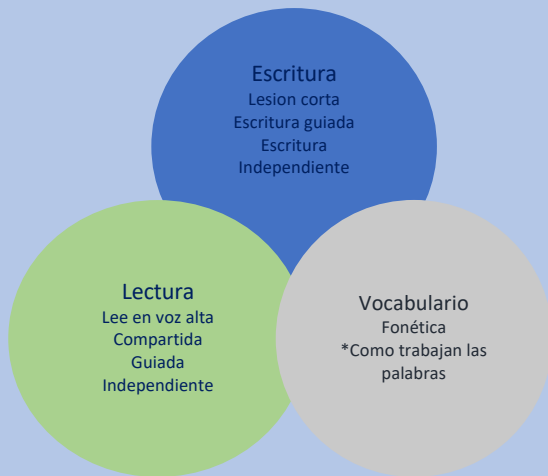 Escritura
Lesion corta
Escritura guiada
Escritura
Independiente
Lectura
Lee en voz alta
Compartida
Guiada
Independiente
Vocabulario
Fonética
*Como trabajan las
palabras